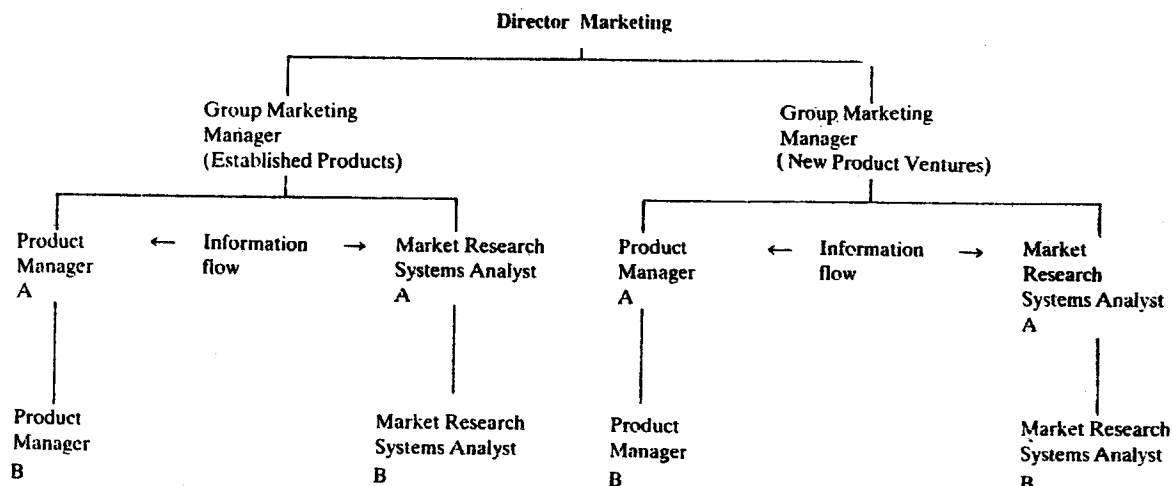 Director Marketing
Group Marketing
Manager
(Established Products)
Group Marketing
Manager
( New Product Ventures)
Product
Manager
A
← Information →
flow
Market Research
Systems Analyst
A
Product
Manager
A
← Information →
flow
Market
Research
Systems Analyst
A
Product
Manager
B
Market Research
Systems Analyst
B
Product
Manager
B
Market Research
Systems Analyst
B